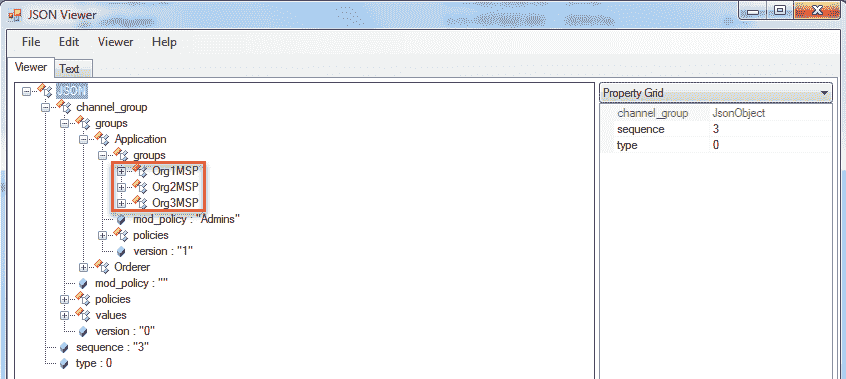 JSON Viewer
File Edit Viewer Help
Viewer Text
JSON
channel_group
groups
Application
groups
Org1MSP
Org2MSP
Org3MSP
mod_policy : "Admins"
policies
version : "1"
Orderer
mod_policy : ""
policies
values
version : "0"
sequence : "3"
type : 0
Property Grid
channel_group JsonObject
sequence 3
type 0